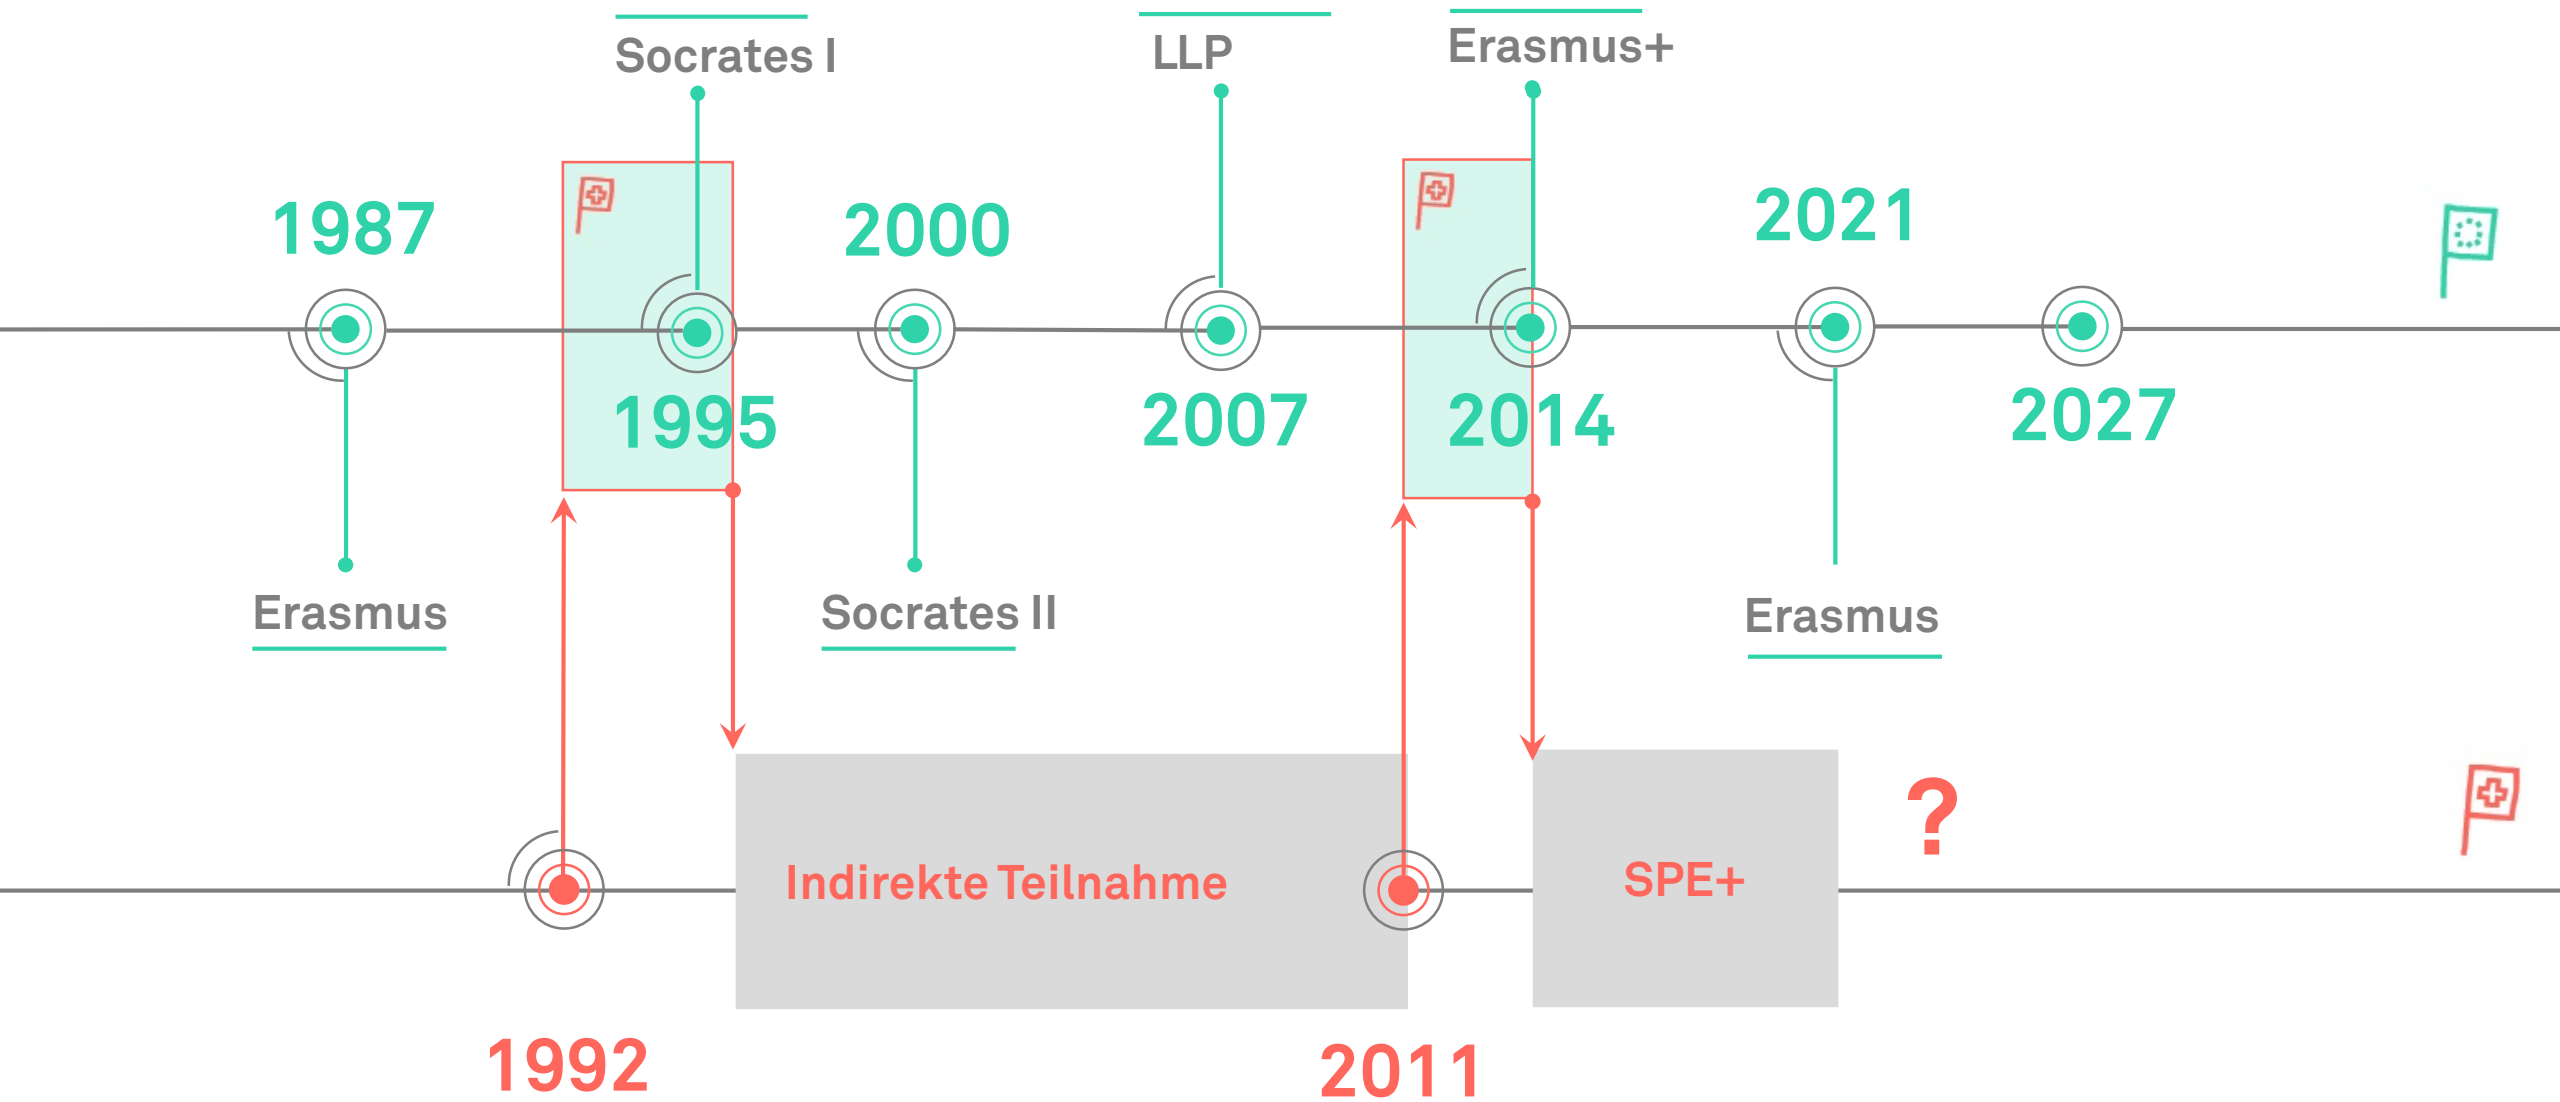 Socrates I
LLP
Erasmus+
1987
2000
2021
1995
2007
2014
2027
Erasmus
Socrates II
Erasmus
?
Indirekte Teilnahme
SPE+
1992
2011